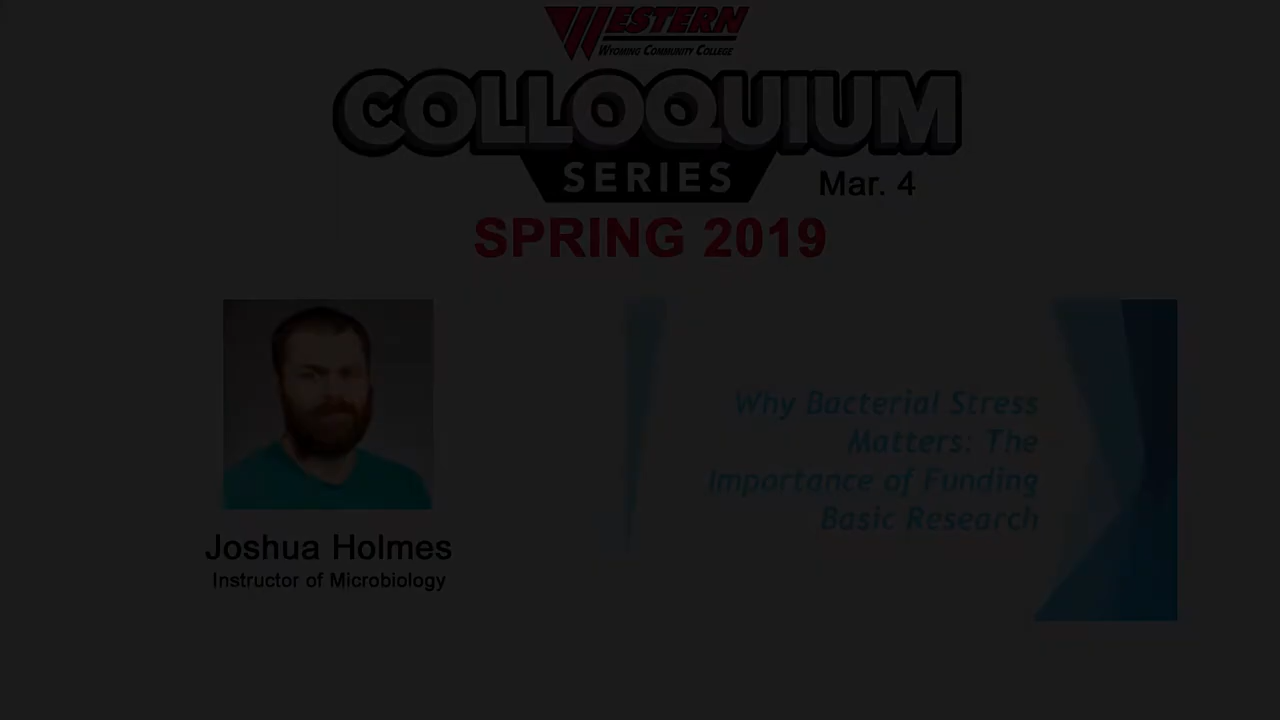 WESTERN
WYOMING COMMUNITY COLLEGE
COLLOQUIUM
SERIES
Mar. 4
SPRING 2019
Why Bacterial Stress
Matters: The
Importance of Funding
Basic Research
Joshua Holmes
Instructor of Microbiology